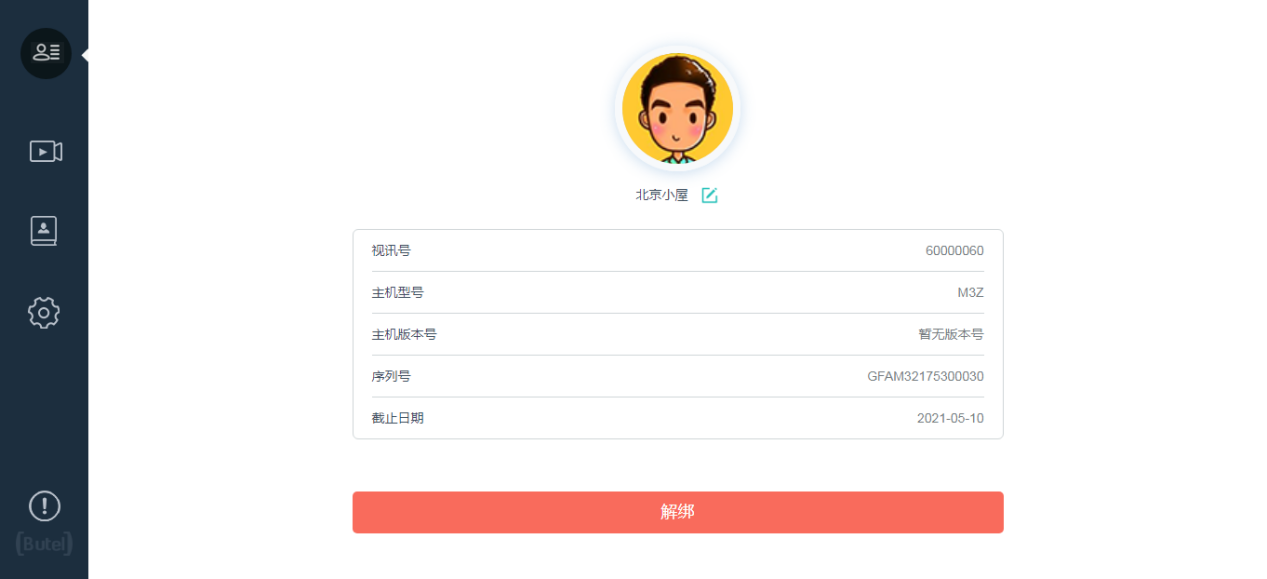 北京小屋
视讯号 60000060
主机型号 M3Z
主机版本号 暂无版本号
序列号 GFAM32175300030
截止日期 2021-05-10
解绑
(Butel)